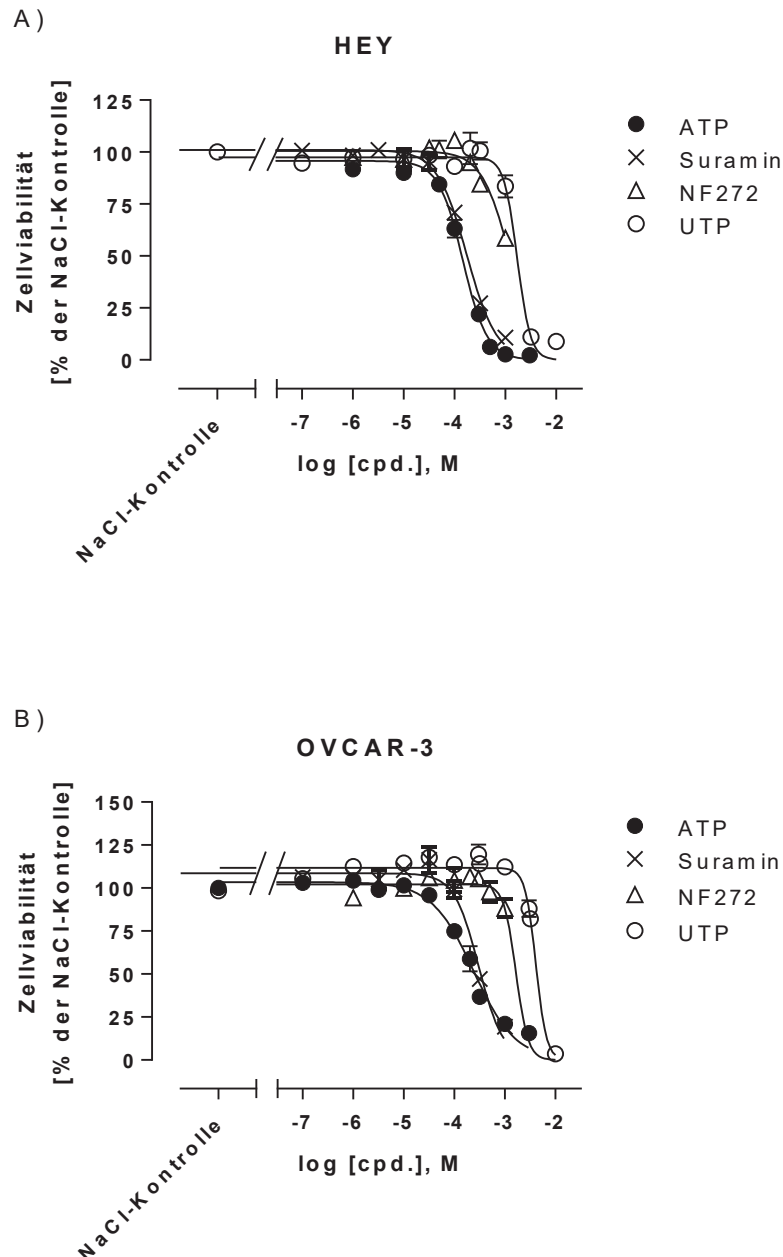 A)
HEY
Zellviabilität
[% der NaCl-Kontrolle]
125
100
75
50
25
0
ATP
Suramin
NF272
UTP
-7 -6 -5 -4 -3 -2
NaCl-Kontrolle
log [cpd.], M
B)
OVCAR-3
Zellviabilität
[% der NaCl-Kontrolle]
150
125
100
75
50
25
0
ATP
Suramin
NF272
UTP
-7 -6 -5 -4 -3 -2
NaCl-Kontrolle
log [cpd.], M